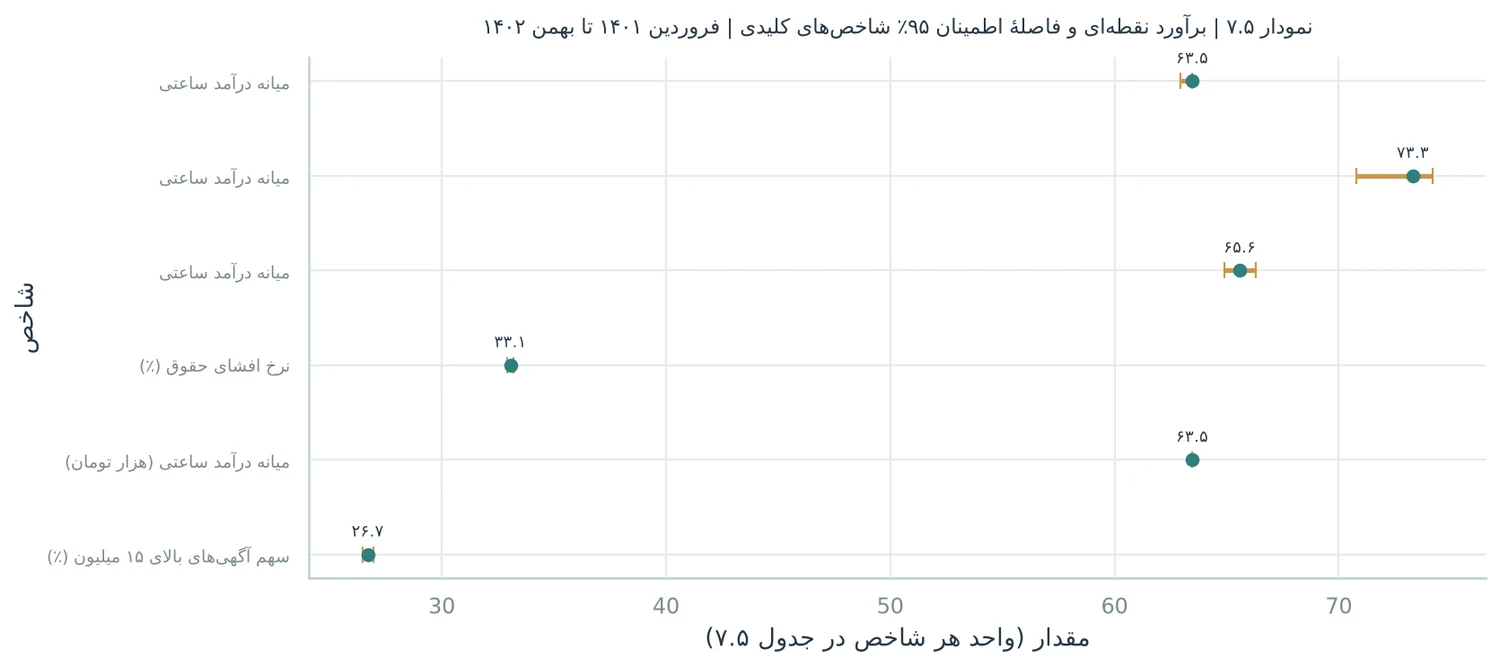 نمودار ۷.۵ | برآورد نقطه‌ای و فاصلهٔ اطمینان ۹۵٪ شاخص‌های کلیدی | فروردین ۱۴۰۱ تا بهمن ۱۴۰۲
شاخص
میانه درآمد ساعتی
۶۳.۵
میانه درآمد ساعتی
۷۳.۳
میانه درآمد ساعتی
۶۵.۶
نرخ افشای حقوق (٪)
۳۳.۱
میانه درآمد ساعتی (هزار تومان)
۶۳.۵
سهم آگهی‌های بالای ۱۵ میلیون (٪)
۲۶.۷
30 40 50 60 70
مقدار (واحد هر شاخص در جدول ۷.۵)